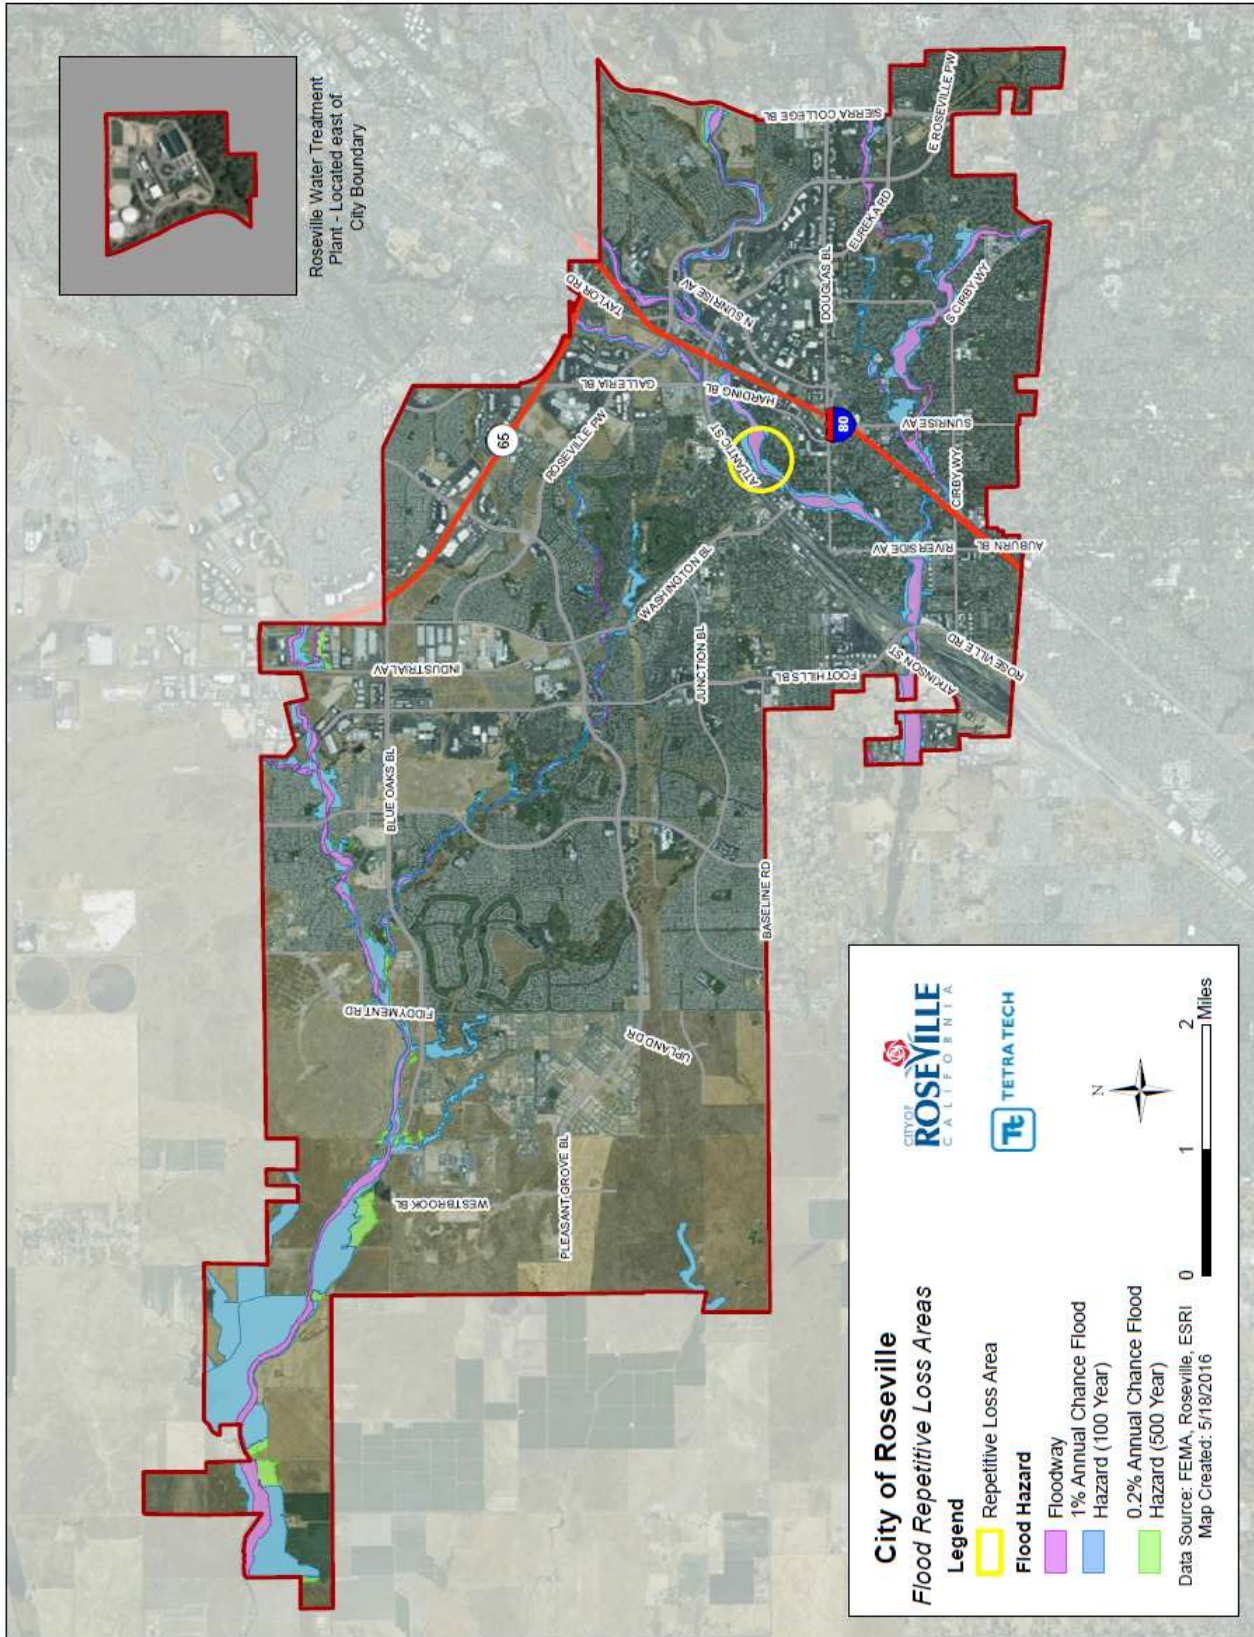 Roseville Water Treatment
Plant - Located east of
City Boundary
TAYLOR RD
65
GALLERIA BL
ROSEVILLE PW
N SUNRISE AV
SIERRA COLLEGE BL
HARDING BL
ATLANTIC ST
DOUGLAS BL
EUREKA RD
E ROSEVILLE PW
80
SUNRISE AV
S CIRBY WY
CIRBY WY
RIVERSIDE AV
AUBURN BL
WASHINGTON BL
INDUSTRIAL AV
JUNCTION BL
FOOTHILLS BL
ATKINSON ST
ROSEVILLE RD
BLUE OAKS BL
BASELINE RD
FIDDYMENT RD
UPLAND DR
WESTBROOK BL
PLEASANT GROVE BL
City of Roseville
Flood Repetitive Loss Areas
Legend
Repetitive Loss Area
Flood Hazard
Floodway
1% Annual Chance Flood
Hazard (100 Year)
0.2% Annual Chance Flood
Hazard (500 Year)
Data Source: FEMA, Roseville, ESRI
Map Created: 5/18/2016
CITY OF
ROSEVILLE
CALIFORNIA
Tt TETRA TECH
N
0 1 2
Miles